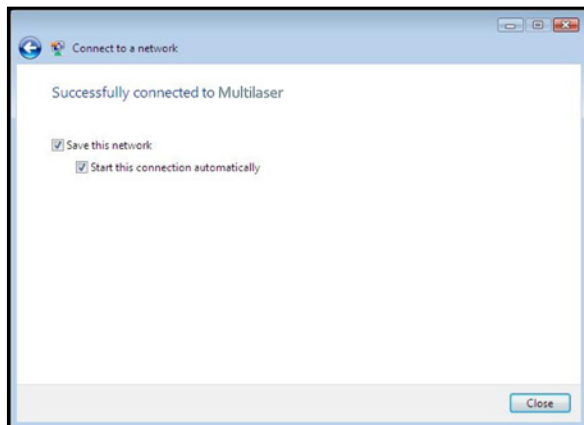 Connect to a network
Successfully connected to Multilaser
Save this network
Start this connection automatically
Close